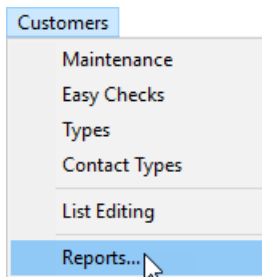 Customers
Maintenance
Easy Checks
Types
Contact Types
List Editing
Reports...